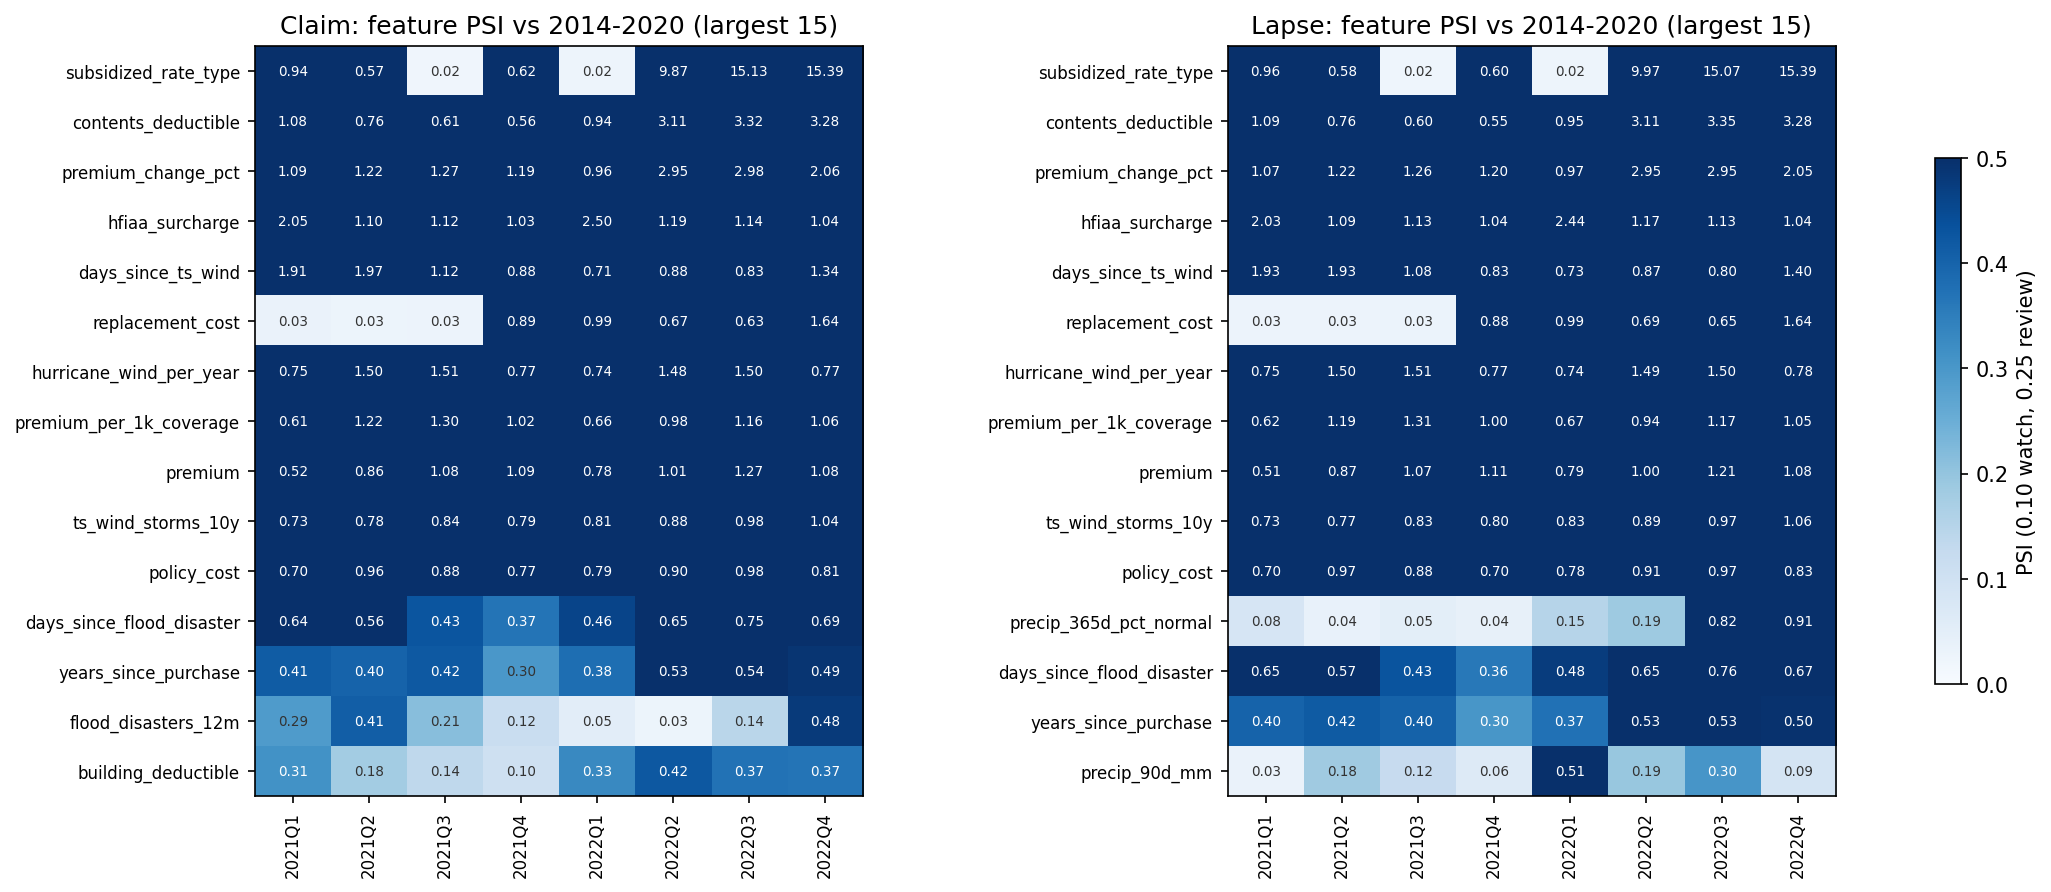 Claim: feature PSI vs 2014-2020 (largest 15)
subsidized_rate_type 0.94 0.57 0.02 0.62 0.02 9.87 15.13 15.39
contents_deductible 1.08 0.76 0.61 0.56 0.94 3.11 3.32 3.28
premium_change_pct 1.09 1.22 1.27 1.19 0.96 2.95 2.98 2.06
hfiaa_surcharge 2.05 1.10 1.12 1.03 2.50 1.19 1.14 1.04
days_since_ts_wind 1.91 1.97 1.12 0.88 0.71 0.88 0.83 1.34
replacement_cost 0.03 0.03 0.03 0.89 0.99 0.67 0.63 1.64
hurricane_wind_per_year 0.75 1.50 1.51 0.77 0.74 1.48 1.50 0.77
premium_per_1k_coverage 0.61 1.22 1.30 1.02 0.66 0.98 1.16 1.06
premium 0.52 0.86 1.08 1.09 0.78 1.01 1.27 1.08
ts_wind_storms_10y 0.73 0.78 0.84 0.79 0.81 0.88 0.98 1.04
policy_cost 0.70 0.96 0.88 0.77 0.79 0.90 0.98 0.81
days_since_flood_disaster 0.64 0.56 0.43 0.37 0.46 0.65 0.75 0.69
years_since_purchase 0.41 0.40 0.42 0.30 0.38 0.53 0.54 0.49
flood_disasters_12m 0.29 0.41 0.21 0.12 0.05 0.03 0.14 0.48
building_deductible 0.31 0.18 0.14 0.10 0.33 0.42 0.37 0.37
2021Q1 2021Q2 2021Q3 2021Q4 2022Q1 2022Q2 2022Q3 2022Q4
Lapse: feature PSI vs 2014-2020 (largest 15)
subsidized_rate_type 0.96 0.58 0.02 0.60 0.02 9.97 15.07 15.39
contents_deductible 1.09 0.76 0.60 0.55 0.95 3.11 3.35 3.28
premium_change_pct 1.07 1.22 1.26 1.20 0.97 2.95 2.95 2.05
hfiaa_surcharge 2.03 1.09 1.13 1.04 2.44 1.17 1.13 1.04
days_since_ts_wind 1.93 1.93 1.08 0.83 0.73 0.87 0.80 1.40
replacement_cost 0.03 0.03 0.03 0.88 0.99 0.69 0.65 1.64
hurricane_wind_per_year 0.75 1.50 1.51 0.77 0.74 1.49 1.50 0.78
premium_per_1k_coverage 0.62 1.19 1.31 1.00 0.67 0.94 1.17 1.05
premium 0.51 0.87 1.07 1.11 0.79 1.00 1.21 1.08
ts_wind_storms_10y 0.73 0.77 0.83 0.80 0.83 0.89 0.97 1.06
policy_cost 0.70 0.97 0.88 0.70 0.78 0.91 0.97 0.83
precip_365d_pct_normal 0.08 0.04 0.05 0.04 0.15 0.19 0.82 0.91
days_since_flood_disaster 0.65 0.57 0.43 0.36 0.48 0.65 0.76 0.67
years_since_purchase 0.40 0.42 0.40 0.30 0.37 0.53 0.53 0.50
precip_90d_mm 0.03 0.18 0.12 0.06 0.51 0.19 0.30 0.09
2021Q1 2021Q2 2021Q3 2021Q4 2022Q1 2022Q2 2022Q3 2022Q4
0.5
0.4
0.3
0.2
0.1
0.0
PSI (0.10 watch, 0.25 review)